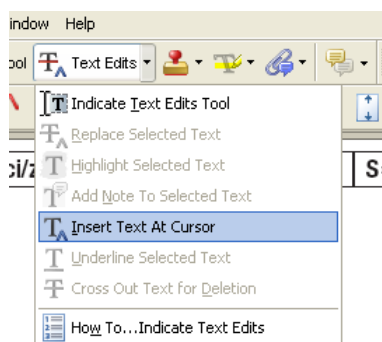 indow Help
ool Text Edits
Indicate Text Edits Tool
Replace Selected Text
ci/z
Highlight Selected Text
S
Add Note To Selected Text
Insert Text At Cursor
Underline Selected Text
Cross Out Text for Deletion
How To...Indicate Text Edits